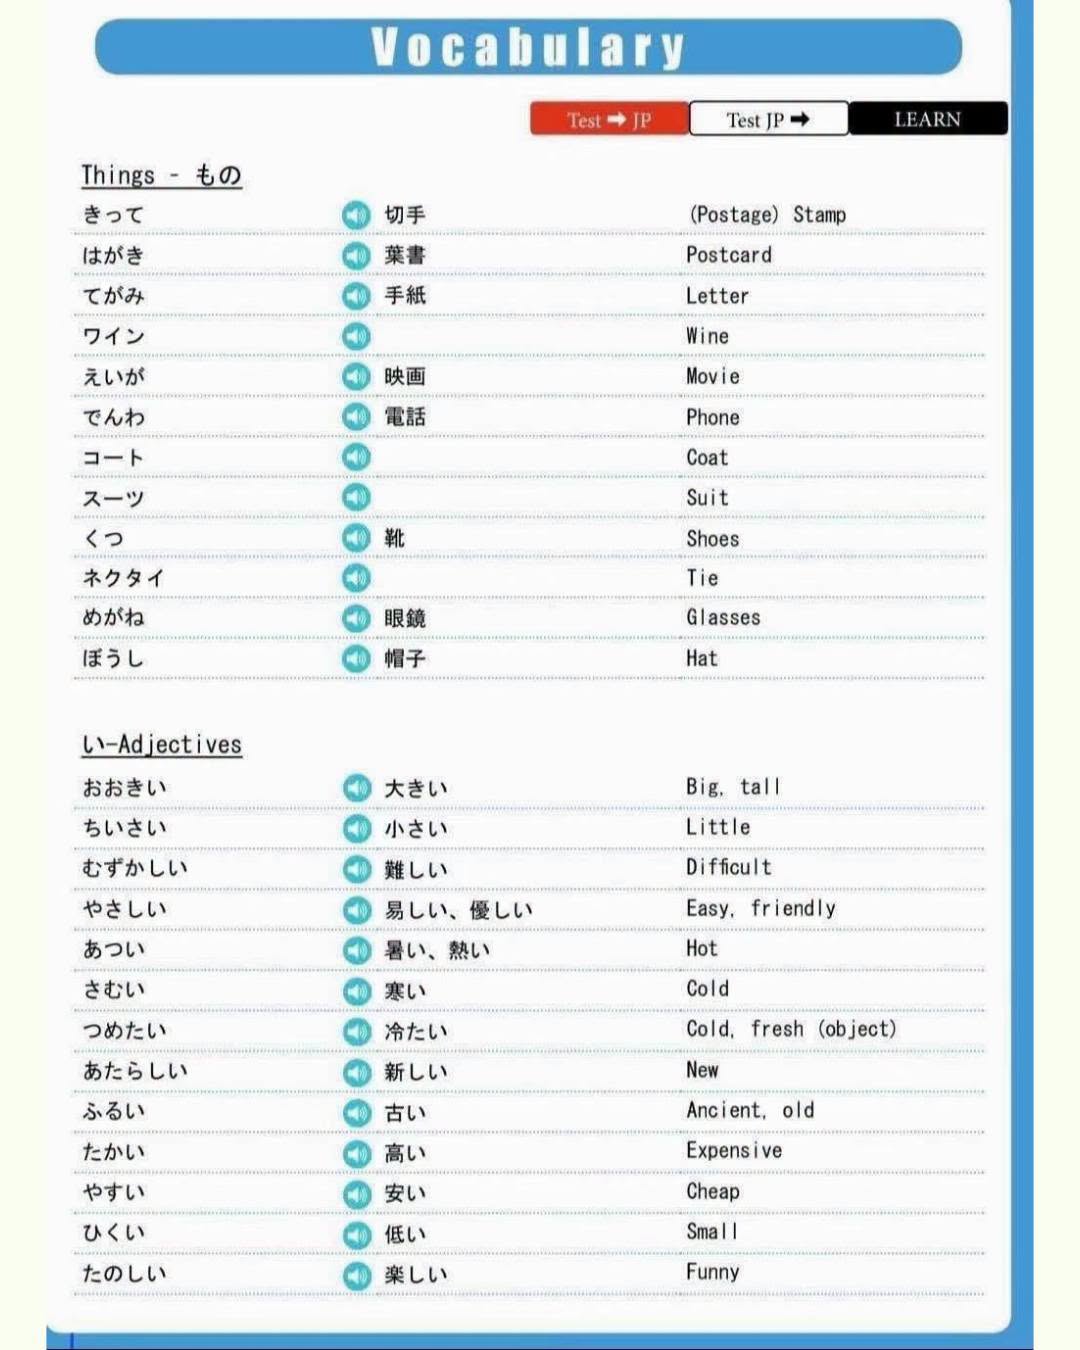 Vocabulary
Test ➡ JP Test JP ➡ LEARN
Things - もの
きって 切手 (Postage) Stamp
はがき 葉書 Postcard
てがみ 手紙 Letter
ワイン Wine
えいが 映画 Movie
でんわ 電話 Phone
コート Coat
スーツ Suit
くつ 靴 Shoes
ネクタイ Tie
めがね 眼鏡 Glasses
ぼうし 帽子 Hat
い-Adjectives
おおきい 大きい Big, tall
ちいさい 小さい Little
むずかしい 難しい Difficult
やさしい 易しい、優しい Easy, friendly
あつい 暑い、熱い Hot
さむい 寒い Cold
つめたい 冷たい Cold, fresh (object)
あたらしい 新しい New
ふるい 古い Ancient, old
たかい 高い Expensive
やすい 安い Cheap
ひくい 低い Small
たのしい 楽しい Funny